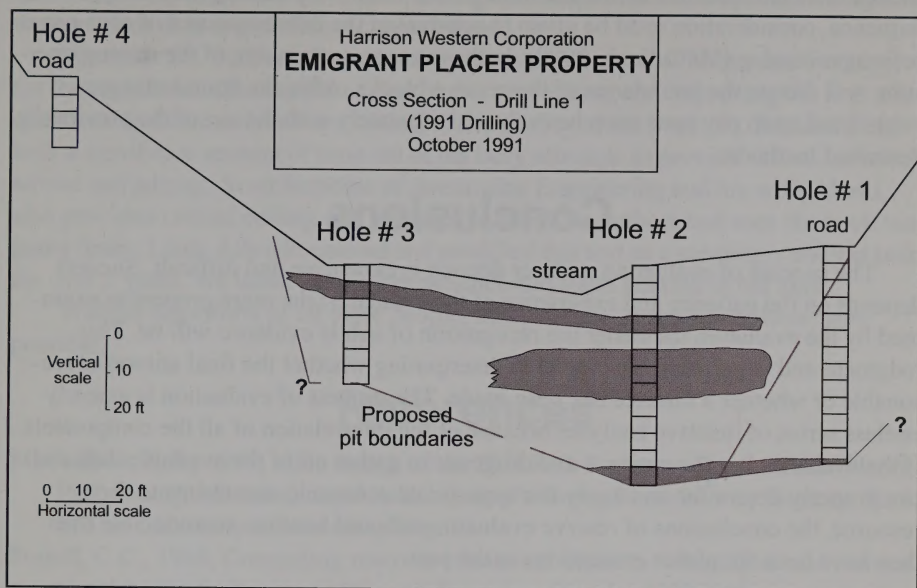 Harrison Western Corporation
EMIGRANT PLACER PROPERTY
Cross Section - Drill Line 1
(1991 Drilling)
October 1991
Hole # 4
road
Hole # 3
stream
Hole # 2
Hole # 1
road
Vertical
scale
0
10
20 ft
?
Proposed
pit boundaries
?
0 10 20 ft
Horizontal scale